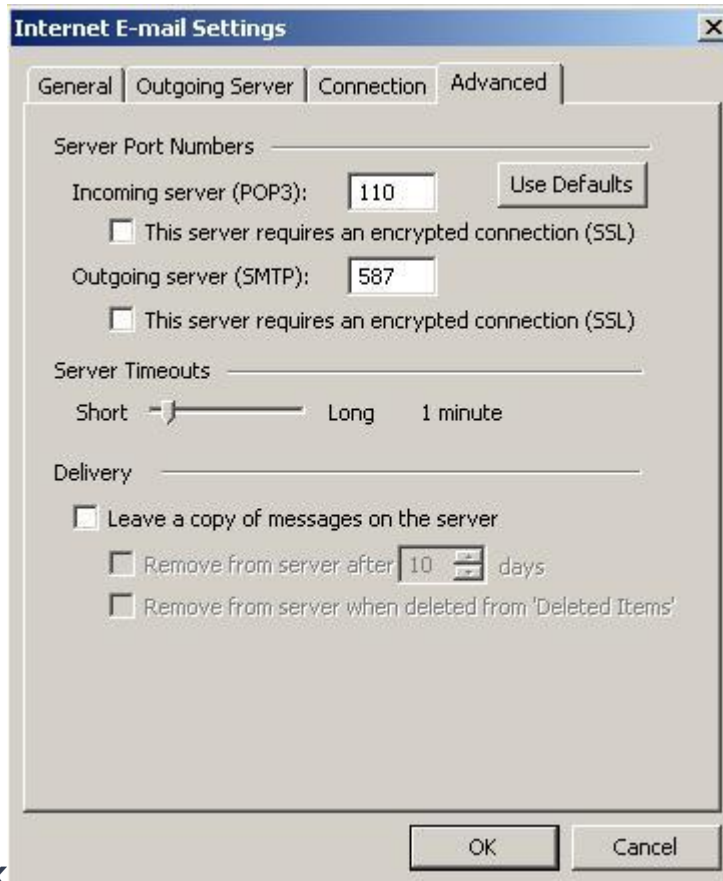 Internet E-mail Settings
General Outgoing Server Connection Advanced
Server Port Numbers
Incoming server (POP3): 110 Use Defaults
This server requires an encrypted connection (SSL)
Outgoing server (SMTP): 587
This server requires an encrypted connection (SSL)
Server Timeouts
Short Long 1 minute
Delivery
Leave a copy of messages on the server
Remove from server after 10 days
Remove from server when deleted from 'Deleted Items'
OK Cancel